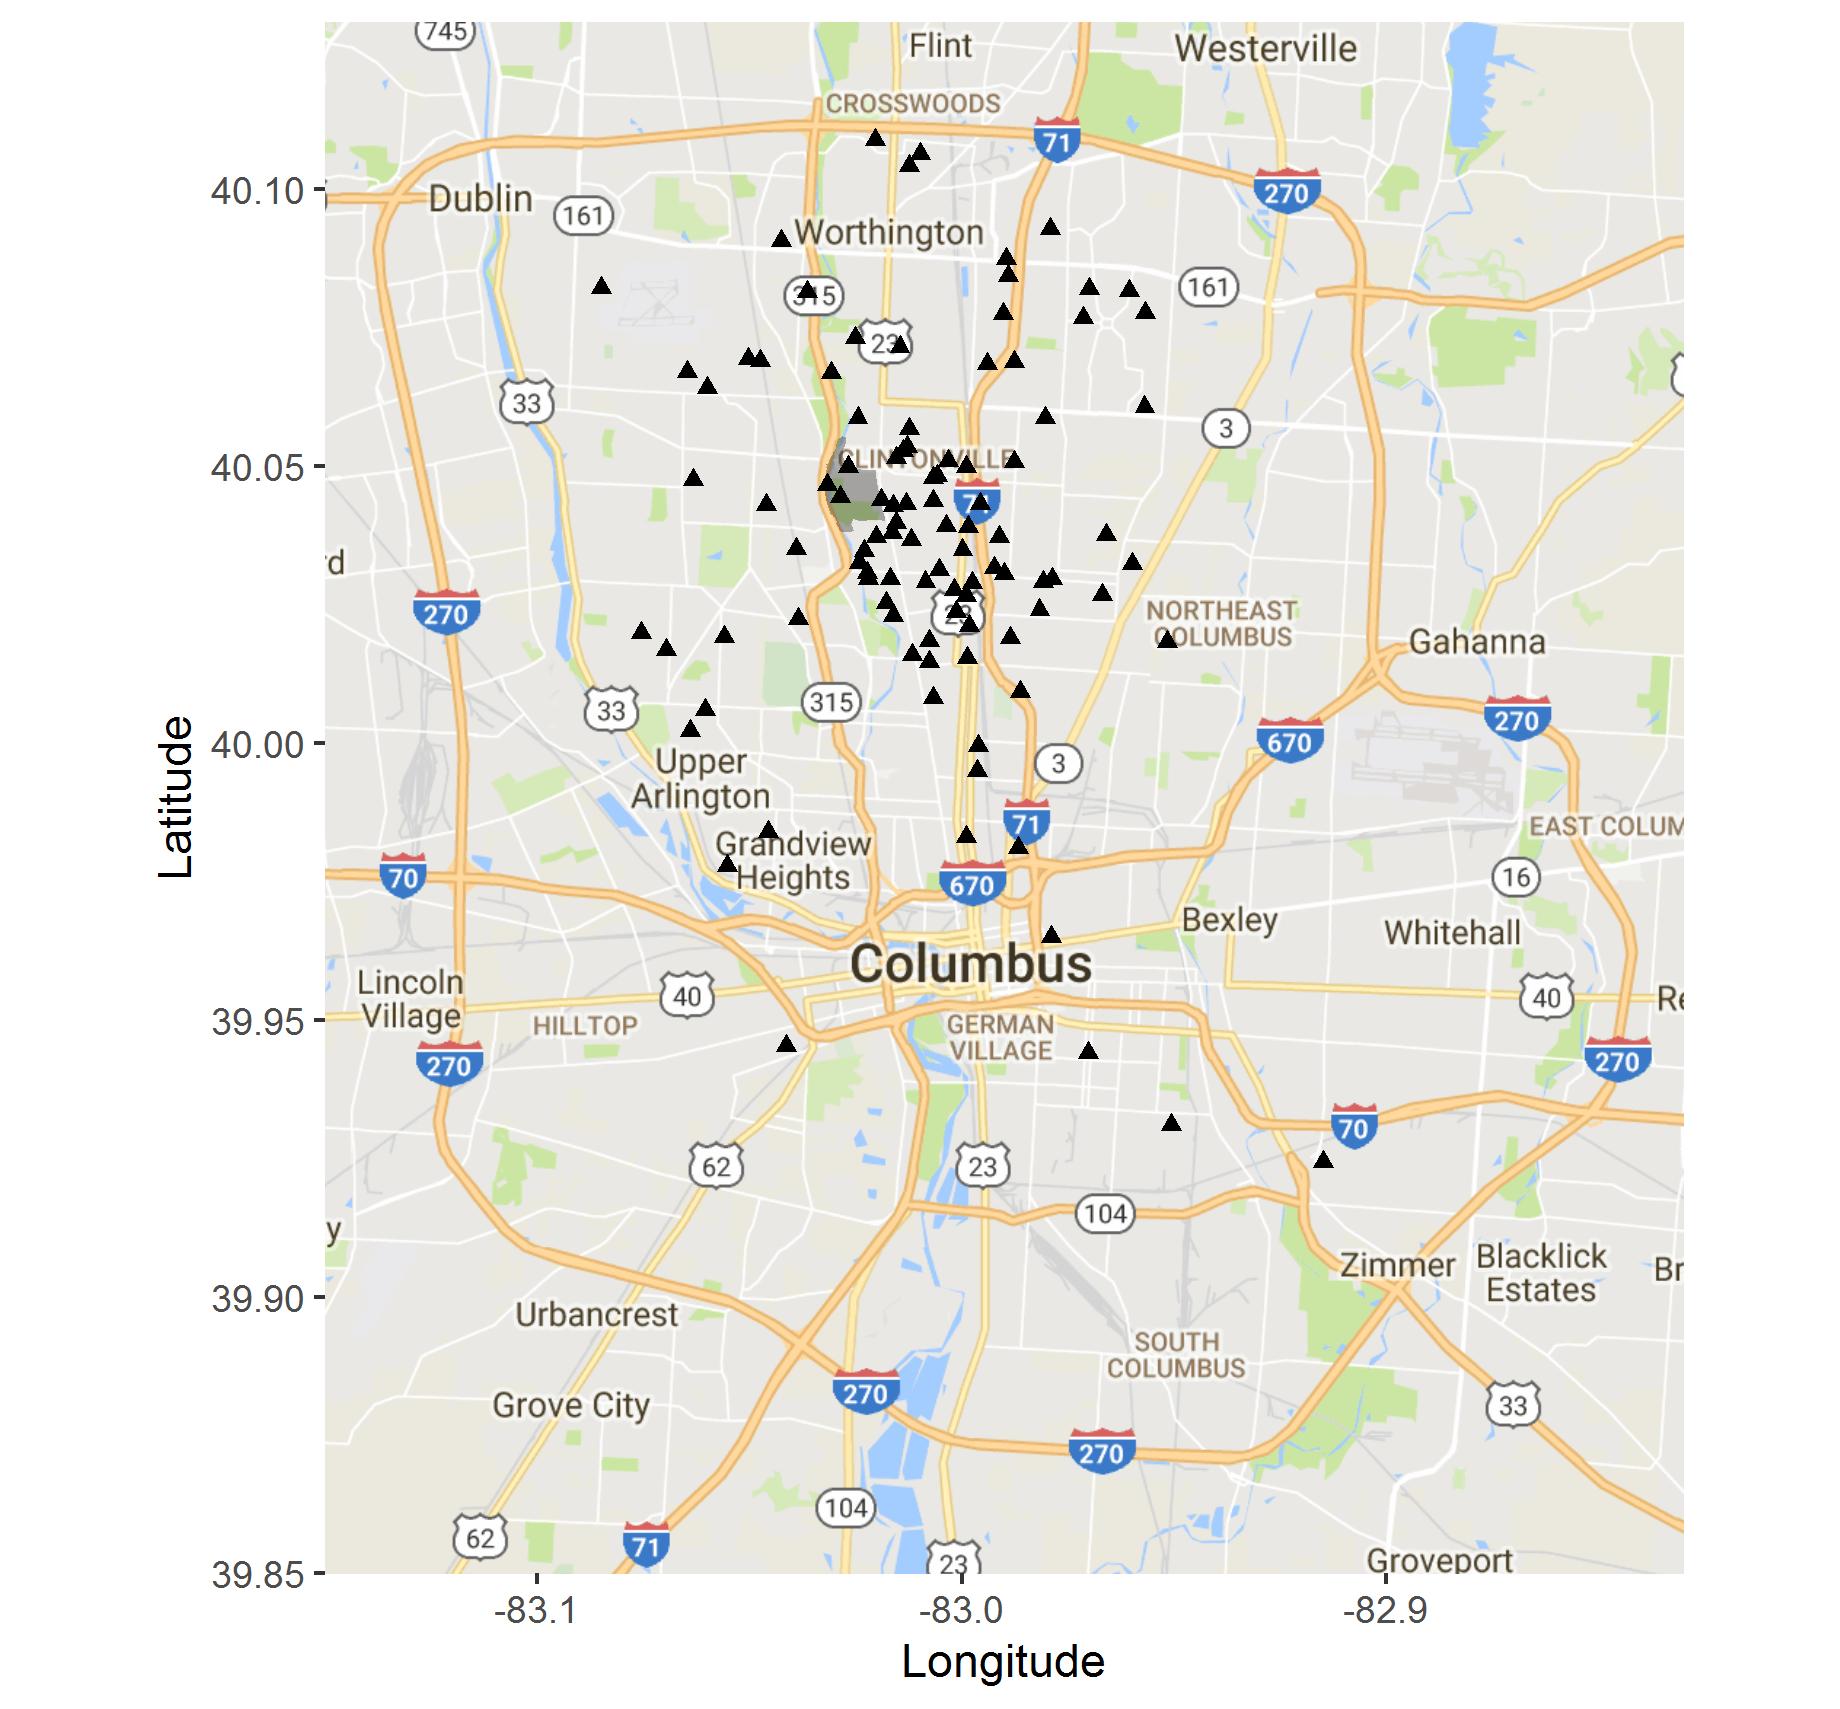 745
Flint
Westerville
CROSSWOODS
71
40.10
Dublin
161
270
Worthington
315
161
23
33
3
40.05
CLINTONVILLE
71
rd
270
23
NORTHEAST
COLUMBUS
Gahanna
33
315
270
670
40.00
Upper
Arlington
3
71
EAST COLUM
Grandview
Heights
70
670
16
Bexley
Whitehall
Columbus
Lincoln
Village
40
40
Re
39.95
HILLTOP
GERMAN
VILLAGE
270
270
70
62
23
104
y
Zimmer
Blacklick
Estates
Br
39.90
Urbancrest
SOUTH
COLUMBUS
270
Grove City
33
270
104
62
71
23
Groveport
39.85
-83.1
-83.0
-82.9
Longitude
Latitude